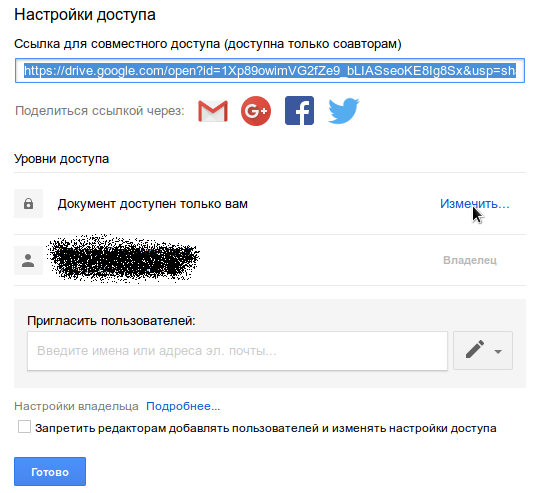 Настройки доступа
Ссылка для совместного доступа (доступна только соавторам)
https://drive.google.com/open?id=1Xp89owimVG2fZe9_bLIASseoKE8Ig8Sx&usp=sh
Поделиться ссылкой через:
Уровни доступа
Документ доступен только вам Изменить...
Владелец
Пригласить пользователей:
Введите имена или адреса эл. почты...
Настройки владельца Подробнее...
Запретить редакторам добавлять пользователей и изменять настройки доступа
Готово